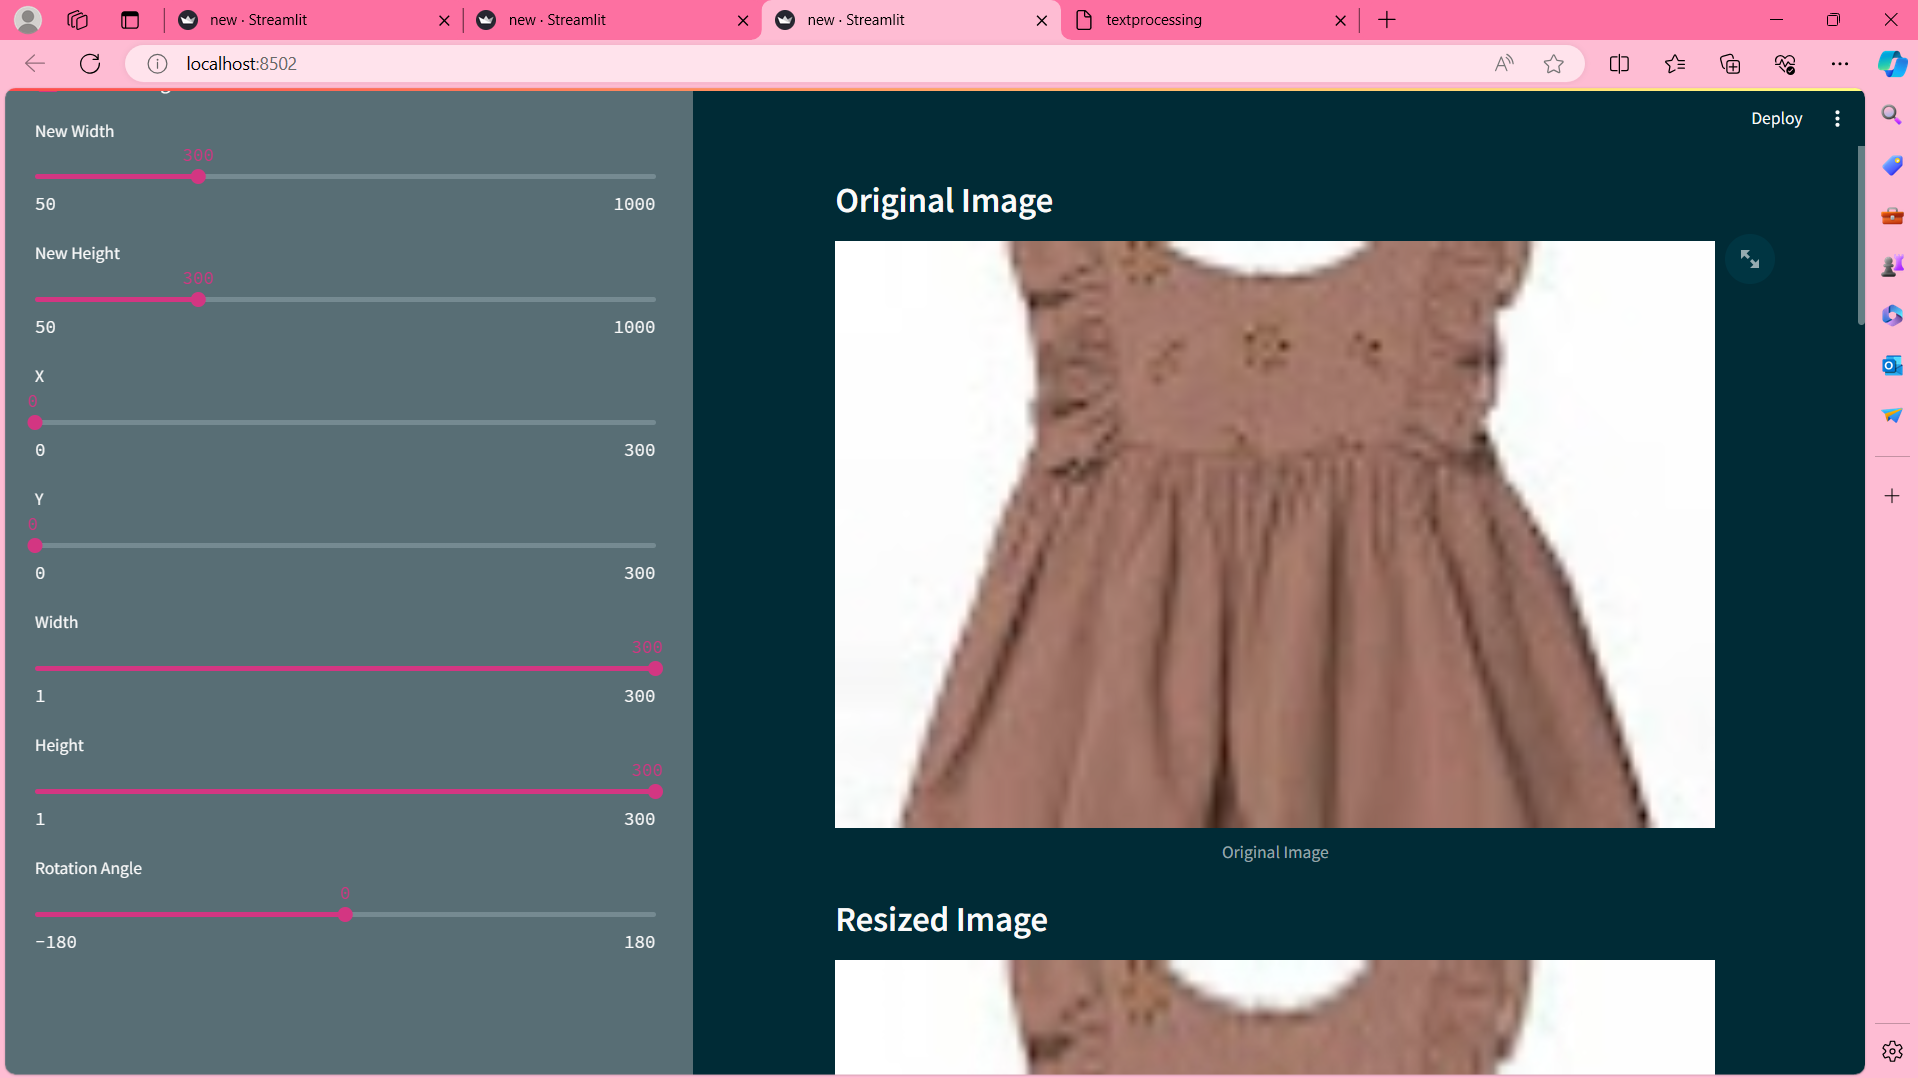 new · Streamlit
new · Streamlit
new · Streamlit
textprocessing
localhost:8502
New Width
300
50 1000
New Height
300
50 1000
X
0
0 300
Y
0
0 300
Width
300
1 300
Height
300
1 300
Rotation Angle
0
-180 180
Deploy
Original Image
Original Image
Resized Image